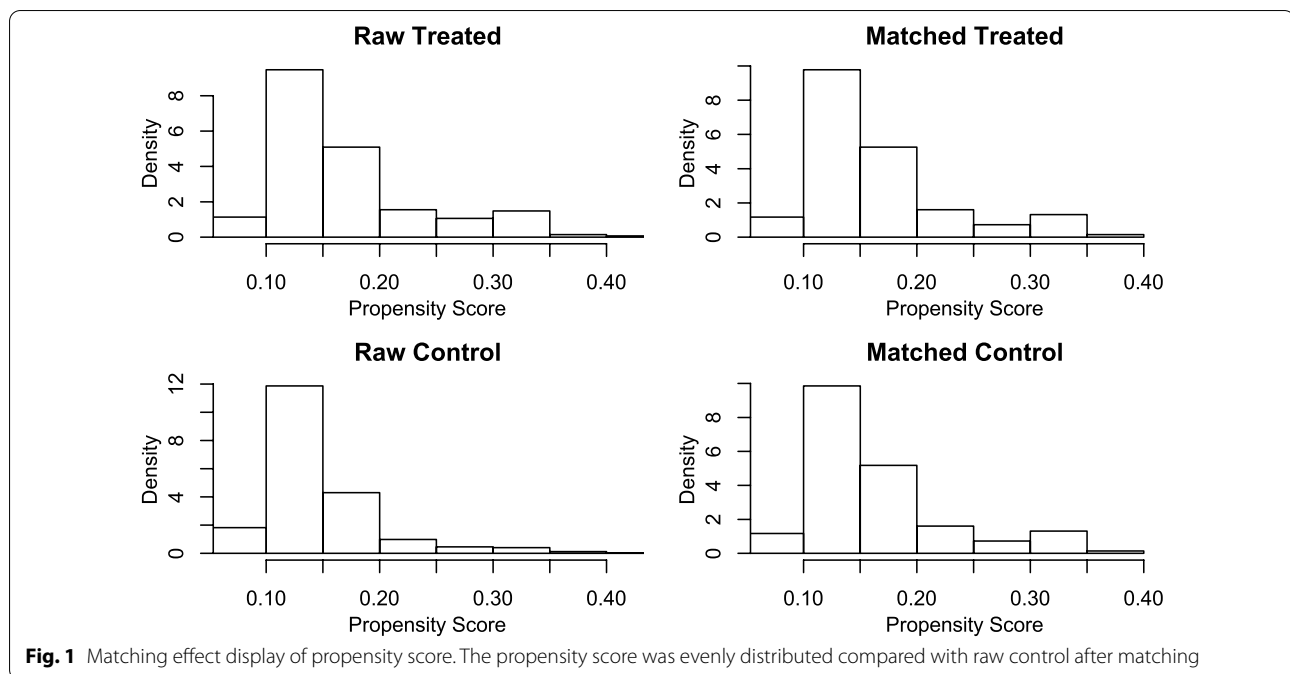 Raw Treated
Density
0 2 4 6 8
0.10 0.20 0.30 0.40
Propensity Score
Matched Treated
Density
0 2 4 6 8
0.10 0.20 0.30 0.40
Propensity Score
Raw Control
Density
0 4 8 12
0.10 0.20 0.30 0.40
Propensity Score
Matched Control
Density
0 2 4 6 8
0.10 0.20 0.30 0.40
Propensity Score
Fig. 1 Matching effect display of propensity score. The propensity score was evenly distributed compared with raw control after matching